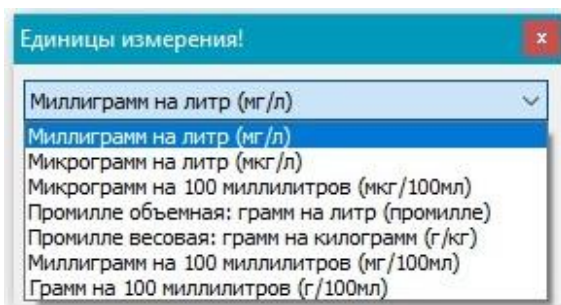 Единицы измерения!
x
Миллиграмм на литр (мг/л)
Миллиграмм на литр (мг/л)
Микрограмм на литр (мкг/л)
Микрограмм на 100 миллилитров (мкг/100мл)
Промилле объемная: грамм на литр (промилле)
Промилле весовая: грамм на килограмм (г/кг)
Миллиграмм на 100 миллилитров (мг/100мл)
Грамм на 100 миллилитров (г/100мл)